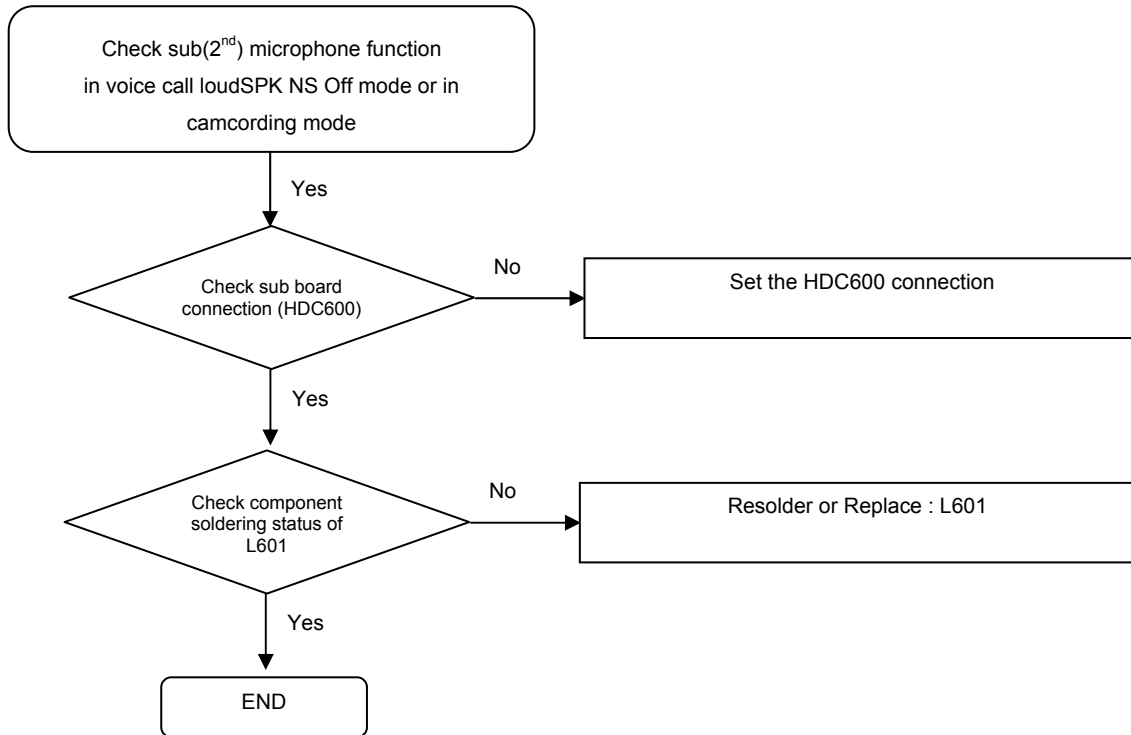 Check sub(2nd) microphone function
in voice call loudSPK NS Off mode or in
camcording mode
Yes
Check sub board
connection (HDC600)
No
Set the HDC600 connection
Yes
Check component
soldering status of
L601
No
Resolder or Replace : L601
Yes
END